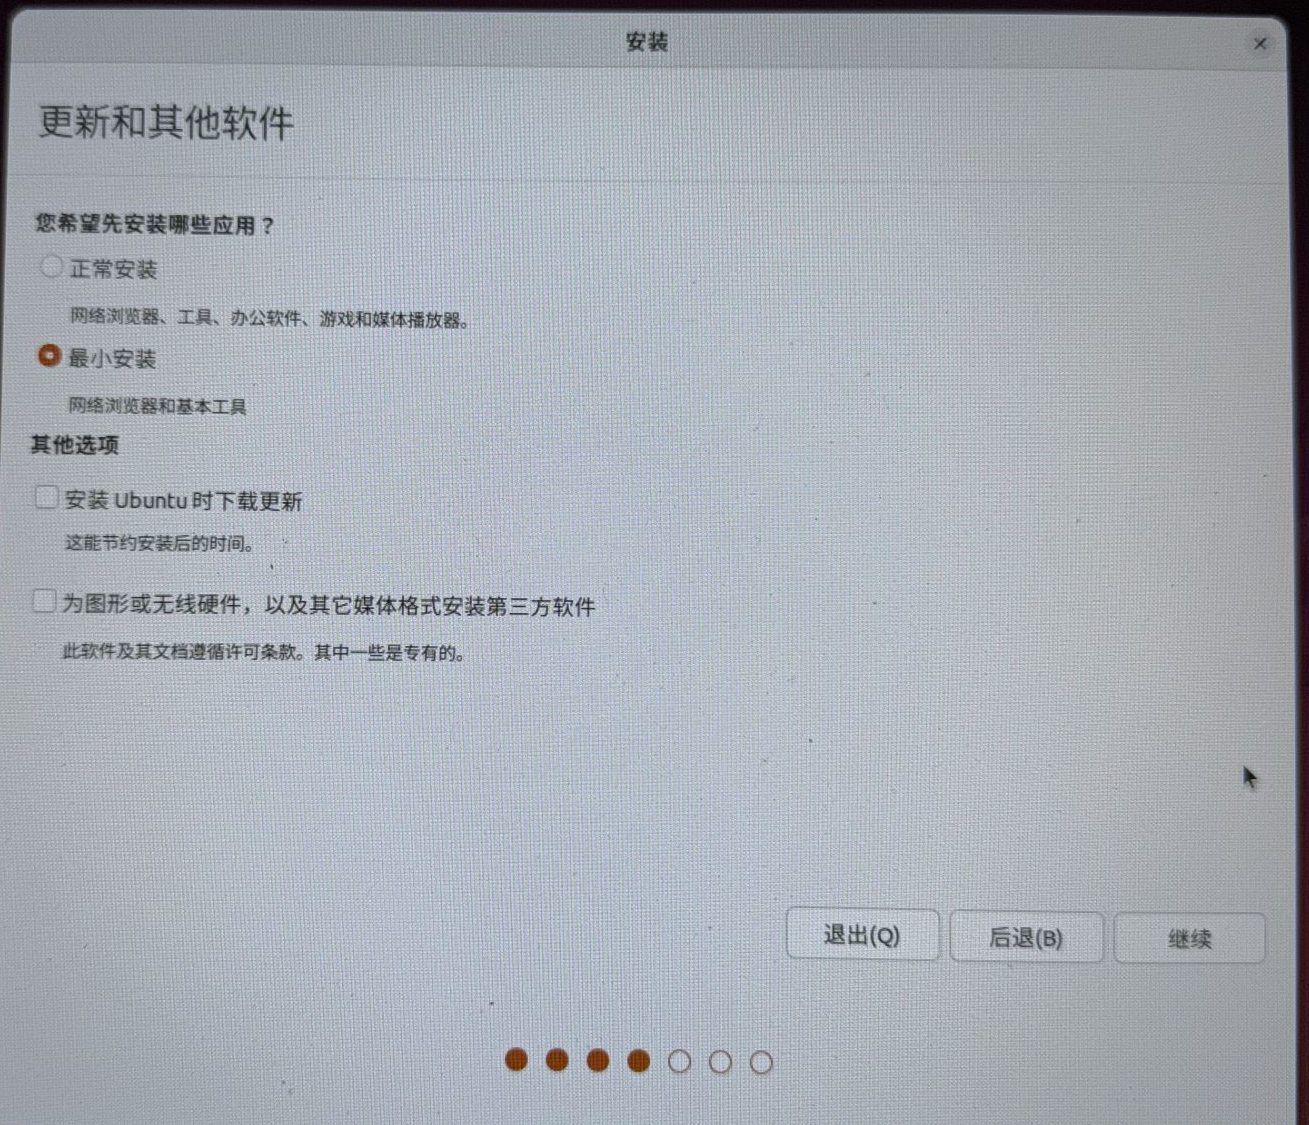 安装
更新和其他软件
您希望先安装哪些应用？
正常安装
网络浏览器、工具、办公软件、游戏和媒体播放器。
最小安装
网络浏览器和基本工具
其他选项
安装 Ubuntu 时下载更新
这能节约安装后的时间。
为图形或无线硬件，以及其它媒体格式安装第三方软件
此软件及其文档遵循许可条款。其中一些是专有的。
退出(Q) 后退(B) 继续